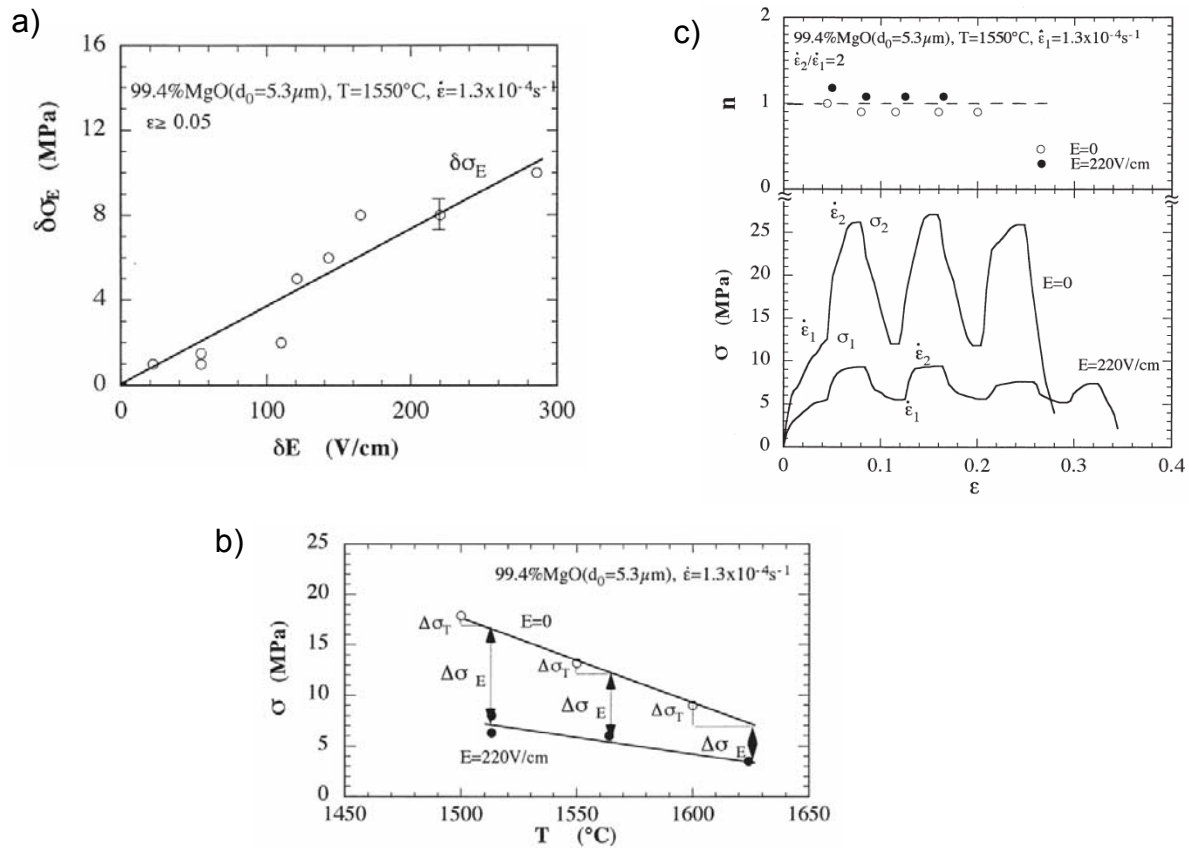 a)
16
12
8
4
0
δσE (MPa)
99.4%MgO(d0=5.3μm), T=1550°C, ε̇=1.3x10-4s-1
ε≥ 0.05
δσE
0 100 200 300
δE (V/cm)
c)
2
1
0
n
99.4%MgO(d0=5.3μm), T=1550°C, ε̇1=1.3x10-4s-1
ε̇2/ε̇1=2
E=0
E=220V/cm
25
20
15
10
5
0
σ (MPa)
ε̇2 σ2
E=0
ε̇1 σ1
ε̇2
E=220V/cm
ε̇1
0 0.1 0.2 0.3 0.4
ε
b)
25
20
15
10
5
0
σ (MPa)
99.4%MgO(d0=5.3μm), ε̇=1.3x10-4s-1
ΔσT E=0
ΔσT
Δσ E
Δσ E
ΔσT
Δσ E
E=220V/cm
1450 1500 1550 1600 1650
T (°C)